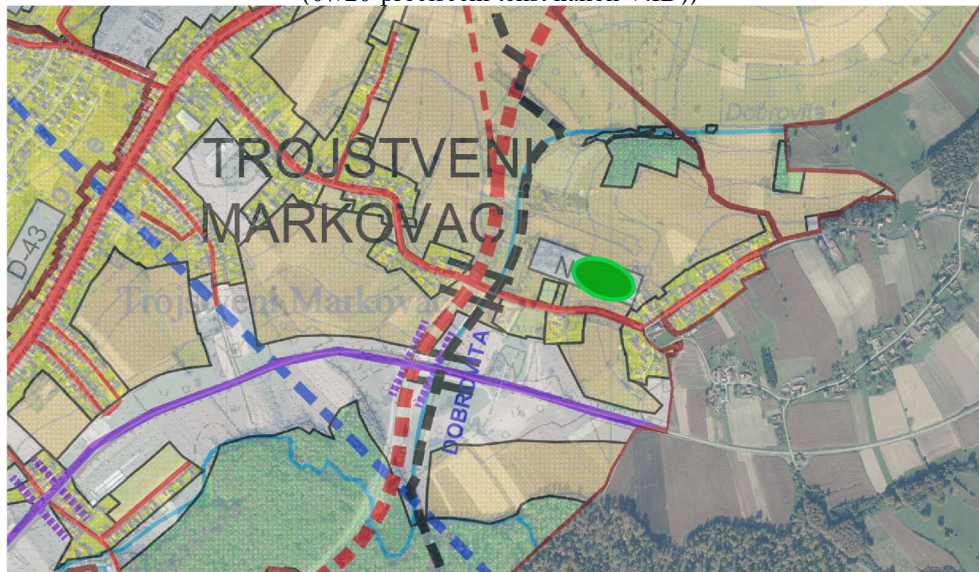 TROJSTVENI
MARKOVAC
Dobrovita
D-43
N
Trojstveni Markovac
DOBROVITA